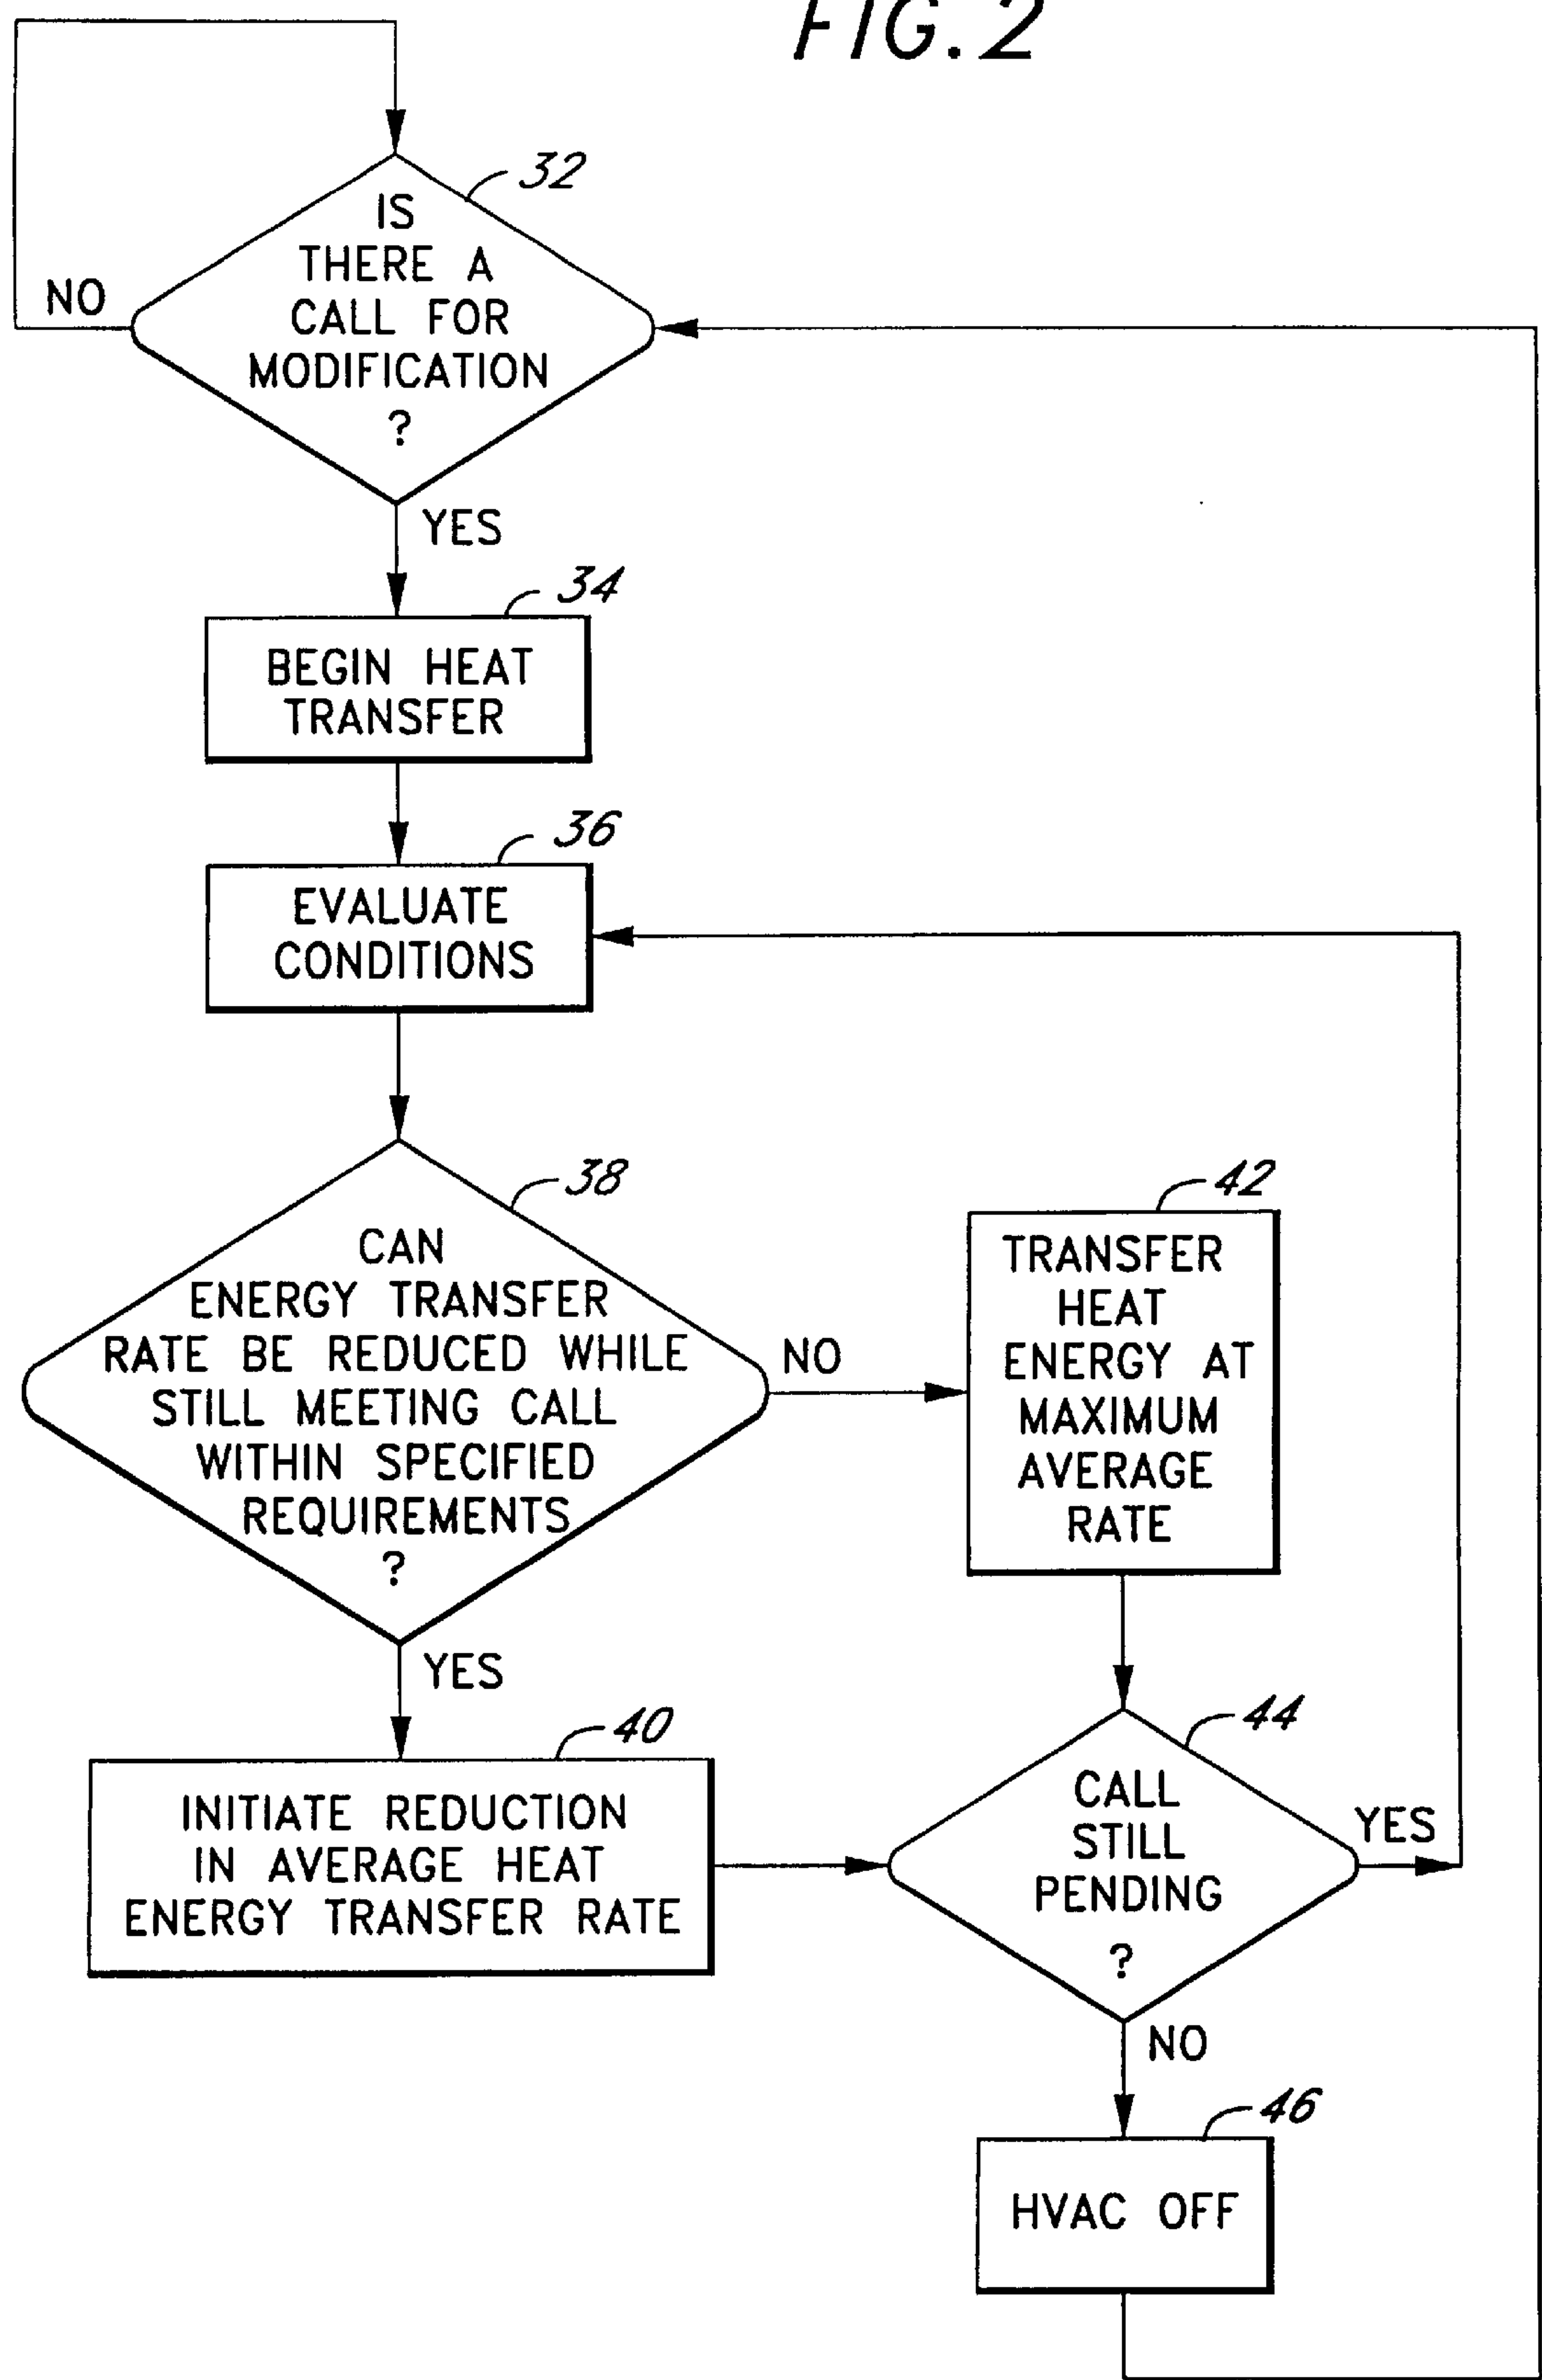 FIG. 2
32
IS
THERE A
CALL FOR
MODIFICATION
?
NO
YES
34
BEGIN HEAT
TRANSFER
36
EVALUATE
CONDITIONS
38
CAN
ENERGY TRANSFER
RATE BE REDUCED WHILE
STILL MEETING CALL
WITHIN SPECIFIED
REQUIREMENTS
?
NO
YES
42
TRANSFER
HEAT
ENERGY AT
MAXIMUM
AVERAGE
RATE
40
INITIATE REDUCTION
IN AVERAGE HEAT
ENERGY TRANSFER RATE
44
CALL
STILL
PENDING
?
YES
NO
46
HVAC OFF